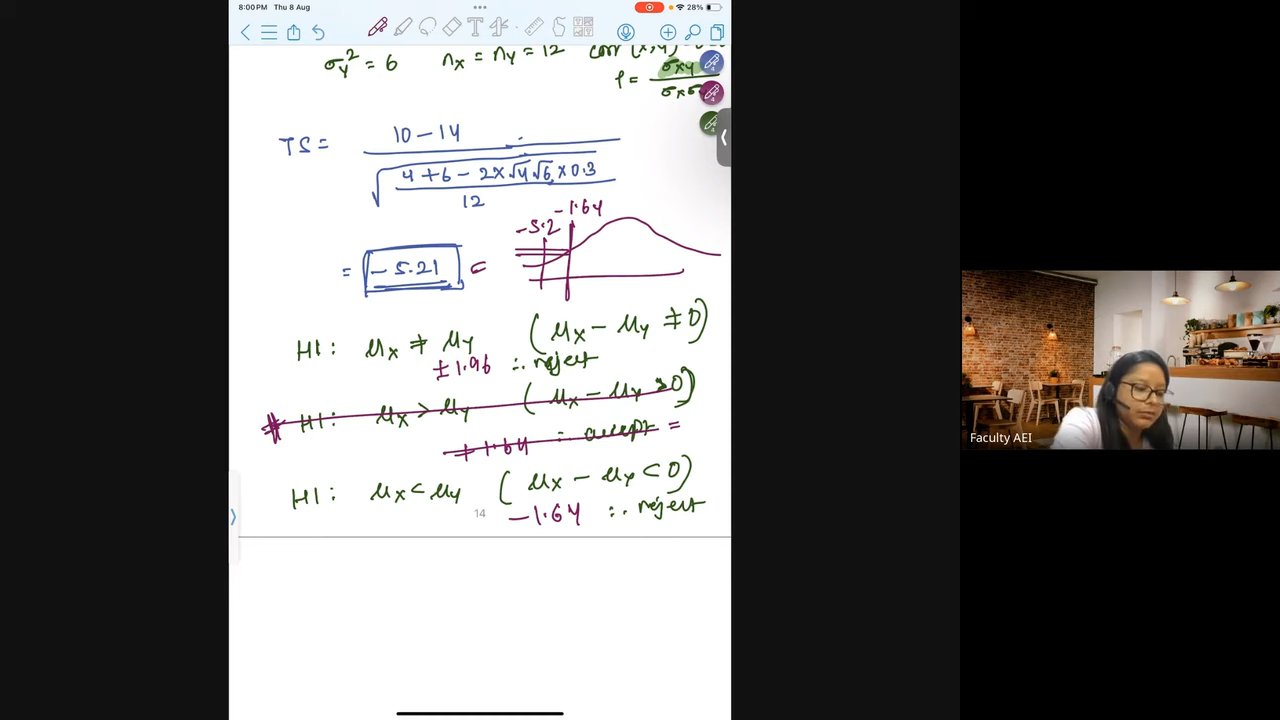 8:00PM Thu 8 Aug 28%
σy² = 6 nx = ny = 12 corr (x,y)
ρ = σxy
σxσ
TS = 10 - 14
√ 4 + 6 - 2×√4 √6 × 0.3
12
-5.2 -1.64
= -5.21 =
H1: μx ≠ μy (μx - μy ≠ 0)
±1.96 ∴ reject
H1: μx > μy (μx - μy > 0)
+1.64 ∴ accept =
H1: μx < μy (μx - μy < 0)
14 -1.64 ∴ reject
Faculty AEI